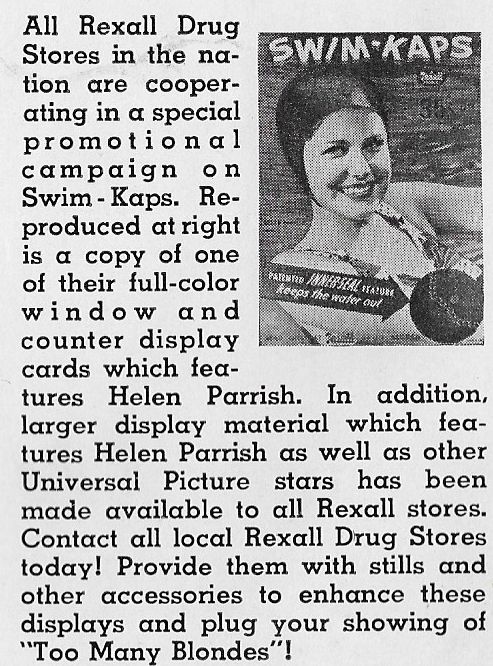 All Rexall Drug
Stores in the na-
tion are cooper-
ating in a special
promotional
campaign on
Swim-Kaps. Re-
produced at right
is a copy of one
of their full-color
window and
counter display
cards which fea-
tures Helen Parrish. In addition,
larger display material which fea-
tures Helen Parrish as well as other
Universal Picture stars has been
made available to all Rexall stores.
Contact all local Rexall Drug Stores
today! Provide them with stills and
other accessories to enhance these
displays and plug your showing of
"Too Many Blondes"!
SWIM-KAPS
Rexall
35¢
PATENTED INNER-SEAL FEATURE
keeps the water out